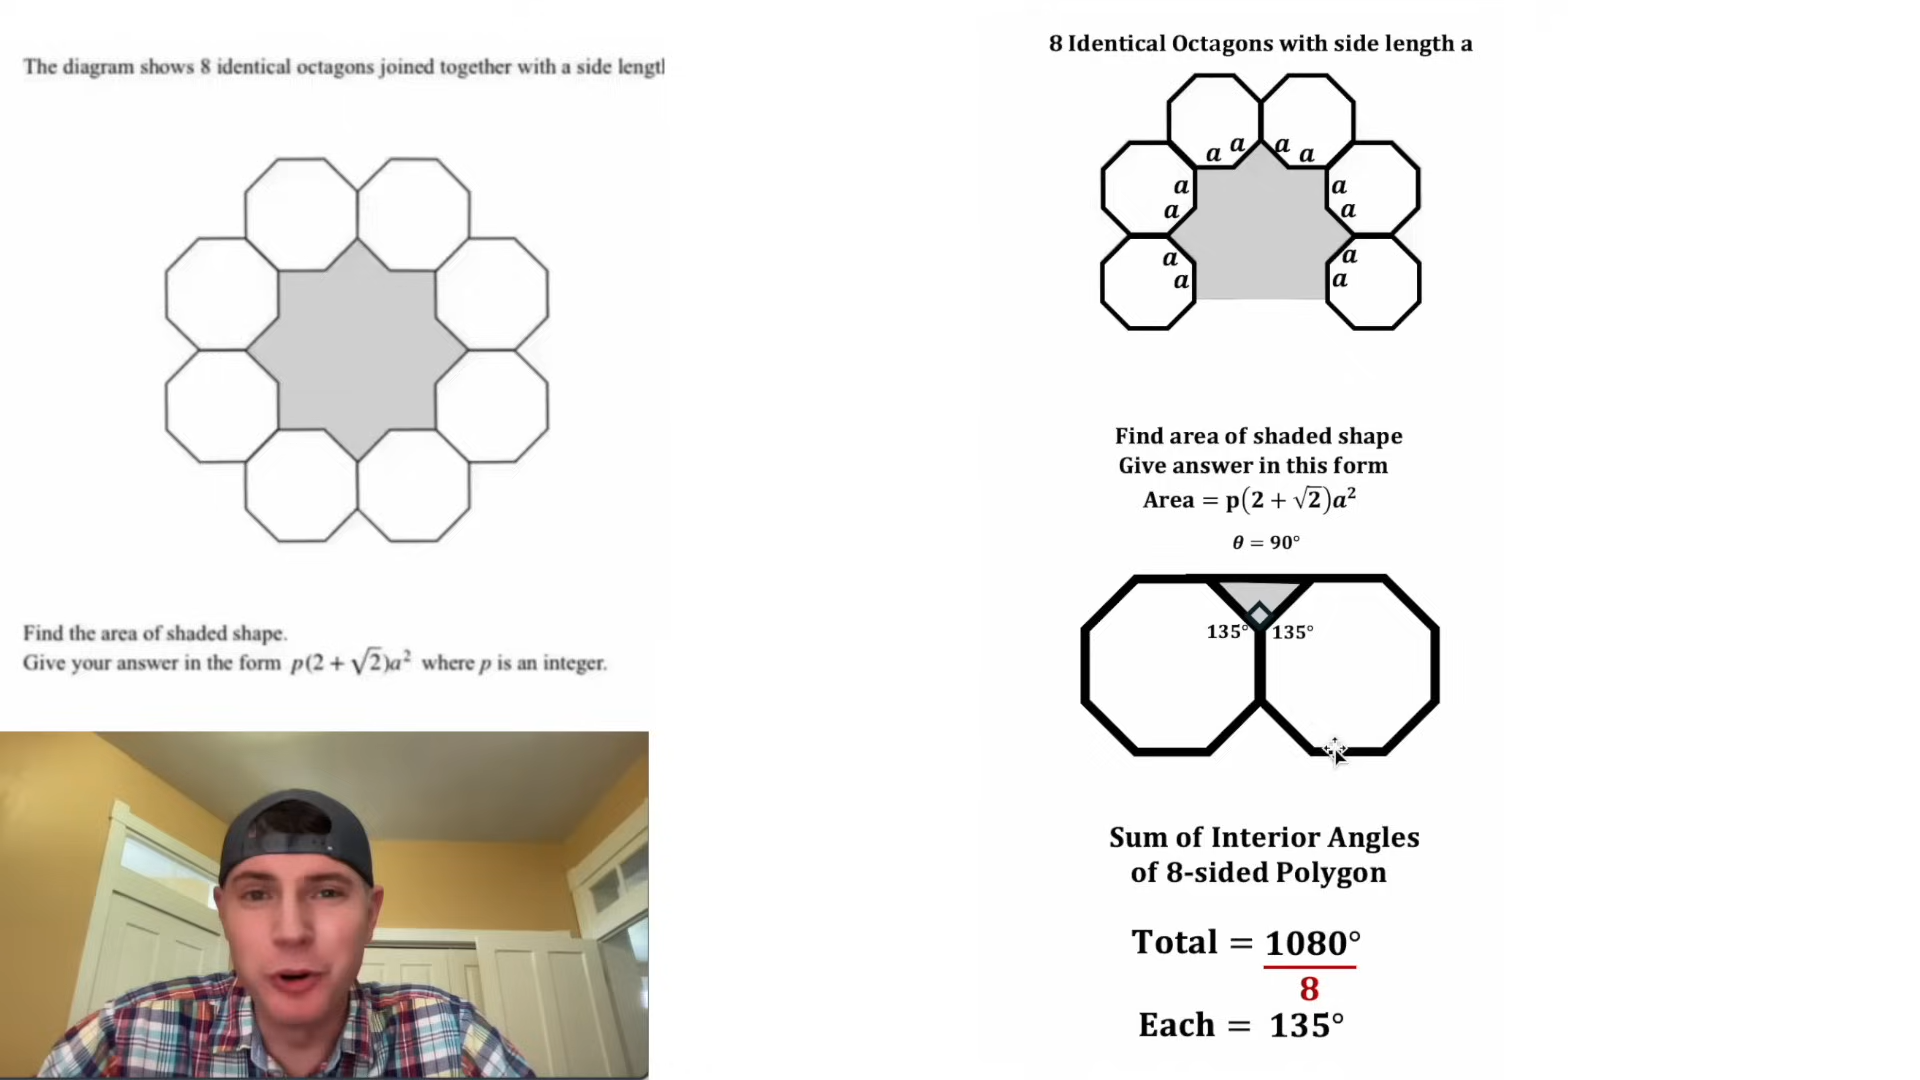 The diagram shows 8 identical octagons joined together with a side
Find the area of shaded shape.
Give your answer in the form p(2 + √2)a² where p is an integer.
8 Identical Octagons with side length a
a a a a
a a
a a
a a
a a
Find area of shaded shape
Give answer in this form
Area = p(2 + √2)a²
θ = 90°
135° 135°
Sum of Interior Angles
of 8-sided Polygon
Total = 1080°
8
Each = 135°